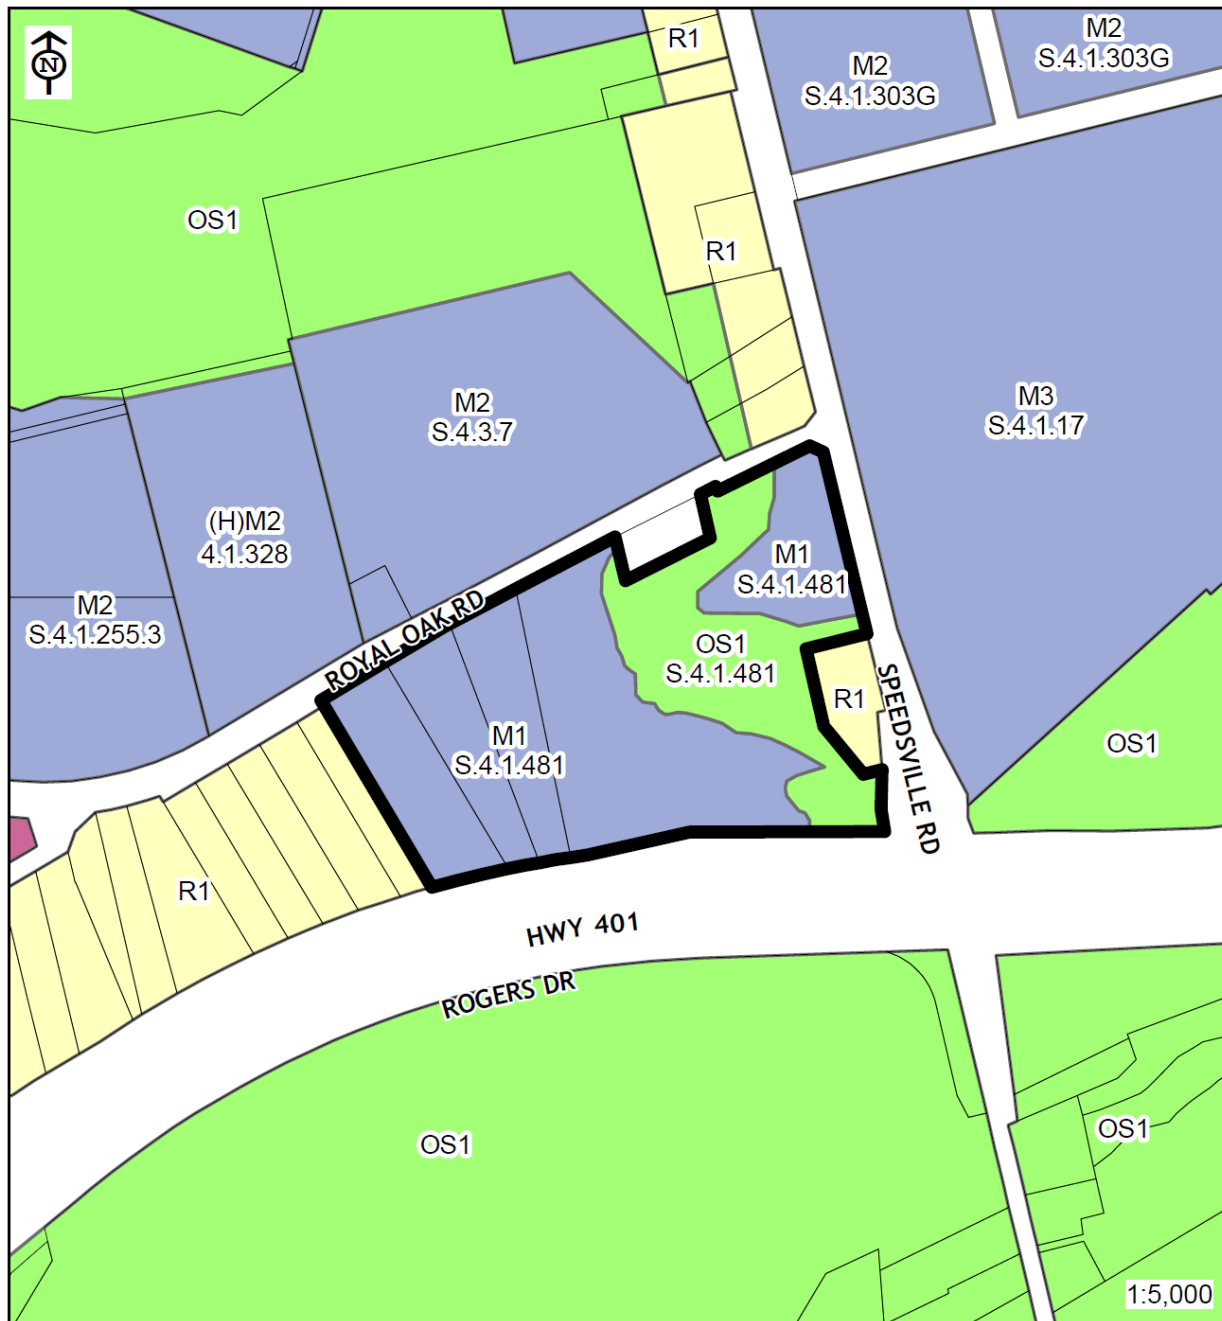 N
R1
M2
S.4.1.303G
M2
S.4.1.303G
OS1
R1
M2
S.4.3.7
M3
S.4.1.17
(H)M2
4.1.328
M1
S.4.1.481
M2
S.4.1.255.3
ROYAL OAK RD
OS1
S.4.1.481
R1
SPEEDSVILLE RD
M1
S.4.1.481
OS1
R1
HWY 401
ROGERS DR
OS1
OS1
1:5,000